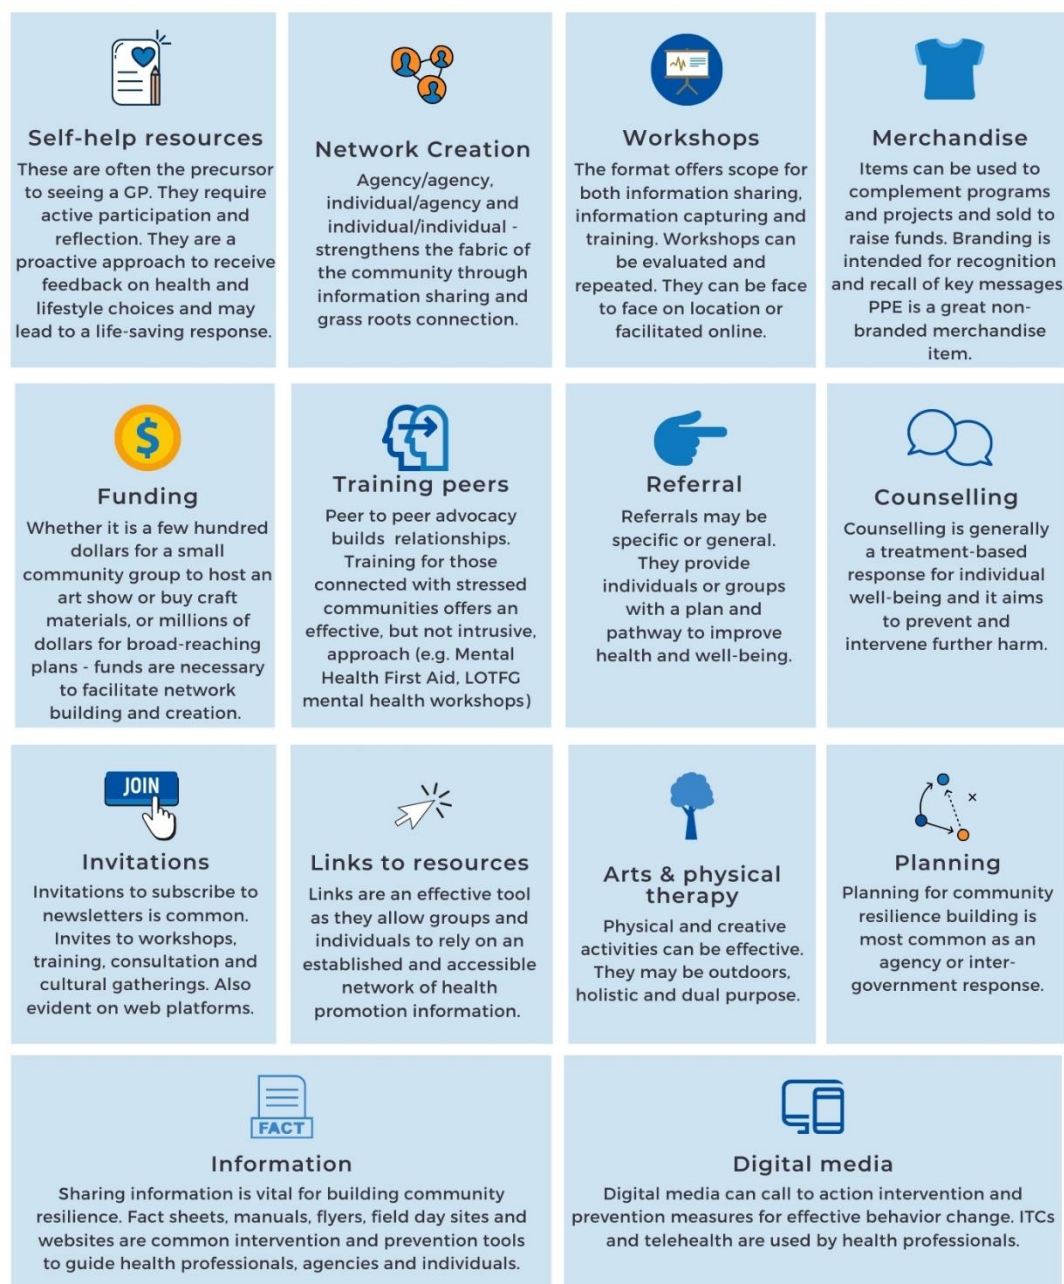 Self-help resources
These are often the precursor
to seeing a GP. They require
active participation and
reflection. They are a
proactive approach to receive
feedback on health and
lifestyle choices and may
lead to a life-saving response.
Network Creation
Agency/agency,
individual/agency and
individual/individual -
strengthens the fabric of
the community through
information sharing and
grass roots connection.
Workshops
The format offers scope for
both information sharing,
information capturing and
training. Workshops can
be evaluated and
repeated. They can be face
to face on location or
facilitated online.
Merchandise
Items can be used to
complement programs
and projects and sold to
raise funds. Branding is
intended for recognition
and recall of key messages.
PPE is a great non-
branded merchandise
item.
$
Funding
Whether it is a few hundred
dollars for a small
community group to host an
art show or buy craft
materials, or millions of
dollars for broad-reaching
plans - funds are necessary
to facilitate network
building and creation.
Training peers
Peer to peer advocacy
builds relationships.
Training for those
connected with stressed
communities offers an
effective, but not intrusive,
approach (e.g. Mental
Health First Aid, LOTFG
mental health workshops)
Referral
Referrals may be
specific or general.
They provide
individuals or groups
with a plan and
pathway to improve
health and well-being.
Counselling
Counselling is generally
a treatment-based
response for individual
well-being and it aims
to prevent and
intervene further harm.
JOIN
Invitations
Invitations to subscribe to
newsletters is common.
Invites to workshops,
training, consultation and
cultural gatherings. Also
evident on web platforms.
Links to resources
Links are an effective tool
as they allow groups and
individuals to rely on an
established and accessible
network of health
promotion information.
Arts & physical
therapy
Physical and creative
activities can be effective.
They may be outdoors,
holistic and dual purpose.
x
Planning
Planning for community
resilience building is
most common as an
agency or inter-
government response.
FACT
Information
Sharing information is vital for building community
resilience. Fact sheets, manuals, flyers, field day sites and
websites are common intervention and prevention tools
to guide health professionals, agencies and individuals.
Digital media
Digital media can call to action intervention and
prevention measures for effective behavior change. ITCs
and telehealth are used by health professionals.